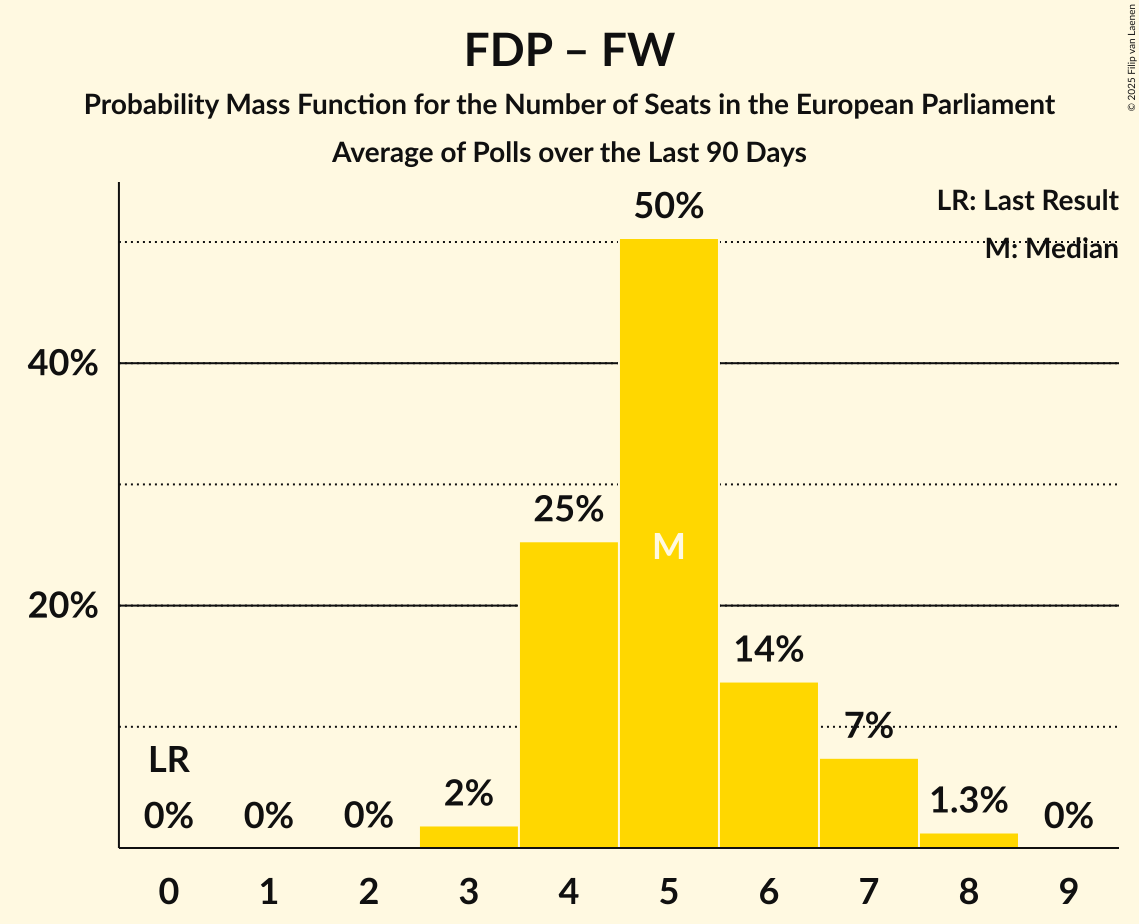 FDP – FW
Probability Mass Function for the Number of Seats in the European Parliament
Average of Polls over the Last 90 Days
© 2025 Filip van Laenen
LR: Last Result
M: Median
50%
40%
25%
M
20%
14%
7%
LR
0%
0%
0%
2%
1.3%
0%
0 1 2 3 4 5 6 7 8 9